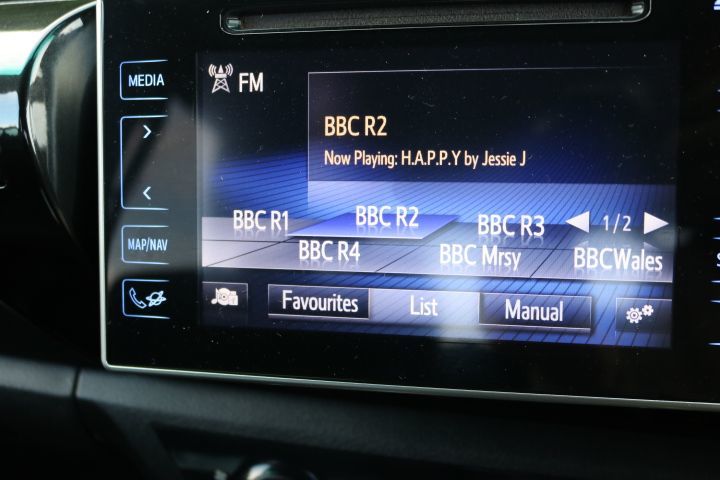 MEDIA
FM
BBC R2
Now Playing: H.A.P.P.Y by Jessie J
BBC R1
BBC R2
BBC R3
1/2
BBC R4
BBC Mrsy
BBCWales
MAP/NAV
Favourites
List
Manual